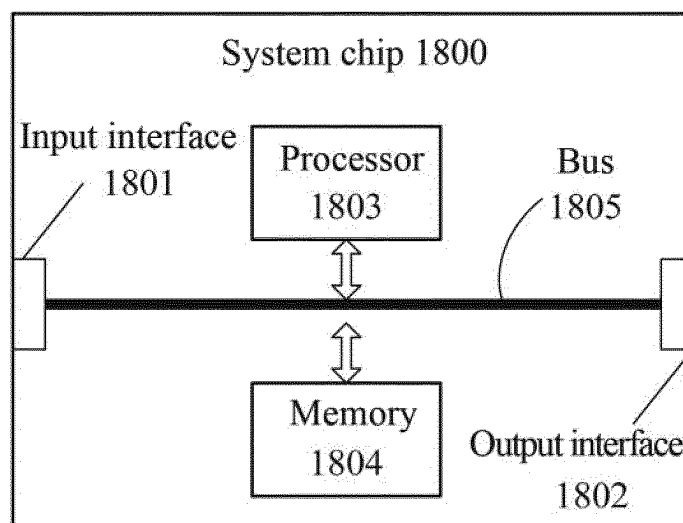 System chip 1800
Input interface
1801
Processor
1803
Bus
1805
Memory
1804
Output interface
1802